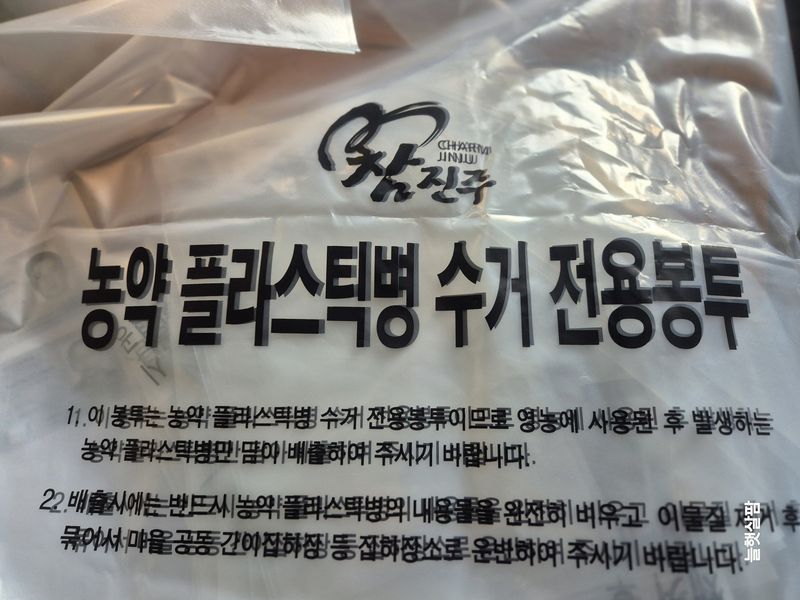 참진주
CHARM
JINJU
농약 플라스틱병 수거 전용봉투
1. 이 봉투는 농약 플라스틱병 수거 전용봉투이므로 영농에 사용된 후 발생하는
농약 플라스틱병만 담아 배출하여 주시기 바랍니다.
2. 배출시에는 반드시 농약 플라스틱병의 내용물을 완전히 비우고 이물질 제거 후
묶어서 마을 공동 간이집하장 등 집하장소로 운반하여 주시기 바랍니다.
늘햇살팜